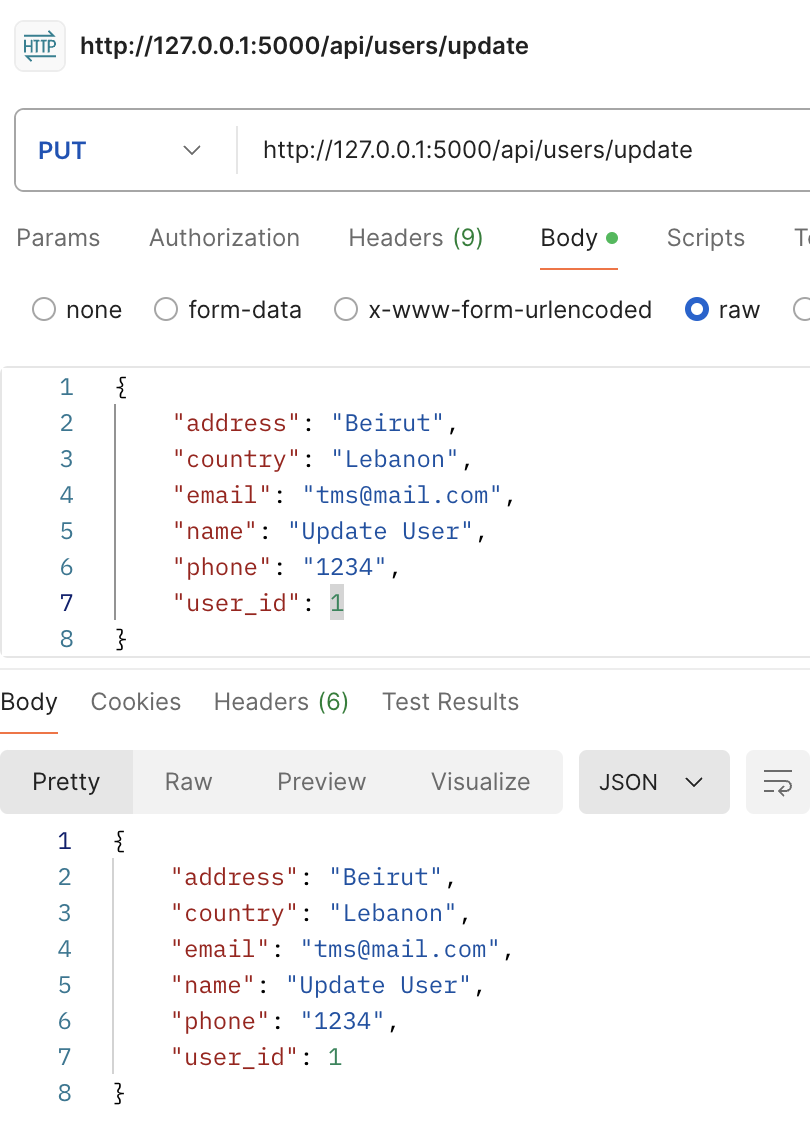 HTTP http://127.0.0.1:5000/api/users/update
PUT http://127.0.0.1:5000/api/users/update
Params Authorization Headers (9) Body Scripts
none form-data x-www-form-urlencoded raw
1 {
2 "address": "Beirut",
3 "country": "Lebanon",
4 "email": "tms@mail.com",
5 "name": "Update User",
6 "phone": "1234",
7 "user_id": 1
8 }
Body Cookies Headers (6) Test Results
Pretty Raw Preview Visualize JSON
1 {
2 "address": "Beirut",
3 "country": "Lebanon",
4 "email": "tms@mail.com",
5 "name": "Update User",
6 "phone": "1234",
7 "user_id": 1
8 }